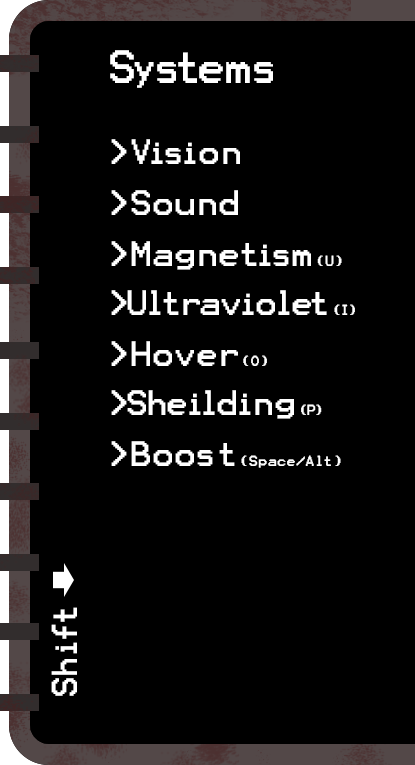 Systems
>Vision
>Sound
>Magnetism(U)
>Ultraviolet(I)
>Hover(O)
>Sheilding(P)
>Boost(Space/Alt)
Shift